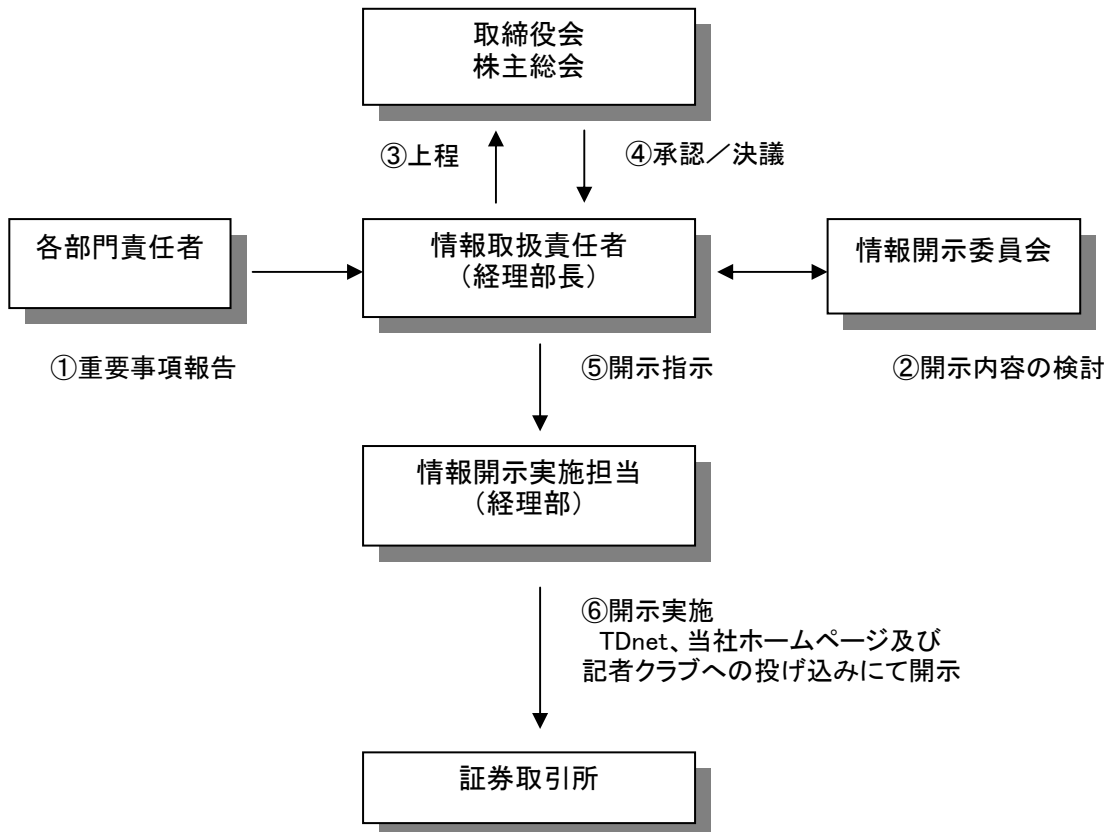 取締役会
株主総会
③上程
④承認／決議
各部門責任者
情報取扱責任者
（経理部長）
情報開示委員会
①重要事項報告
⑤開示指示
②開示内容の検討
情報開示実施担当
（経理部）
⑥開示実施
TDnet、当社ホームページ及び
記者クラブへの投げ込みにて開示
証券取引所